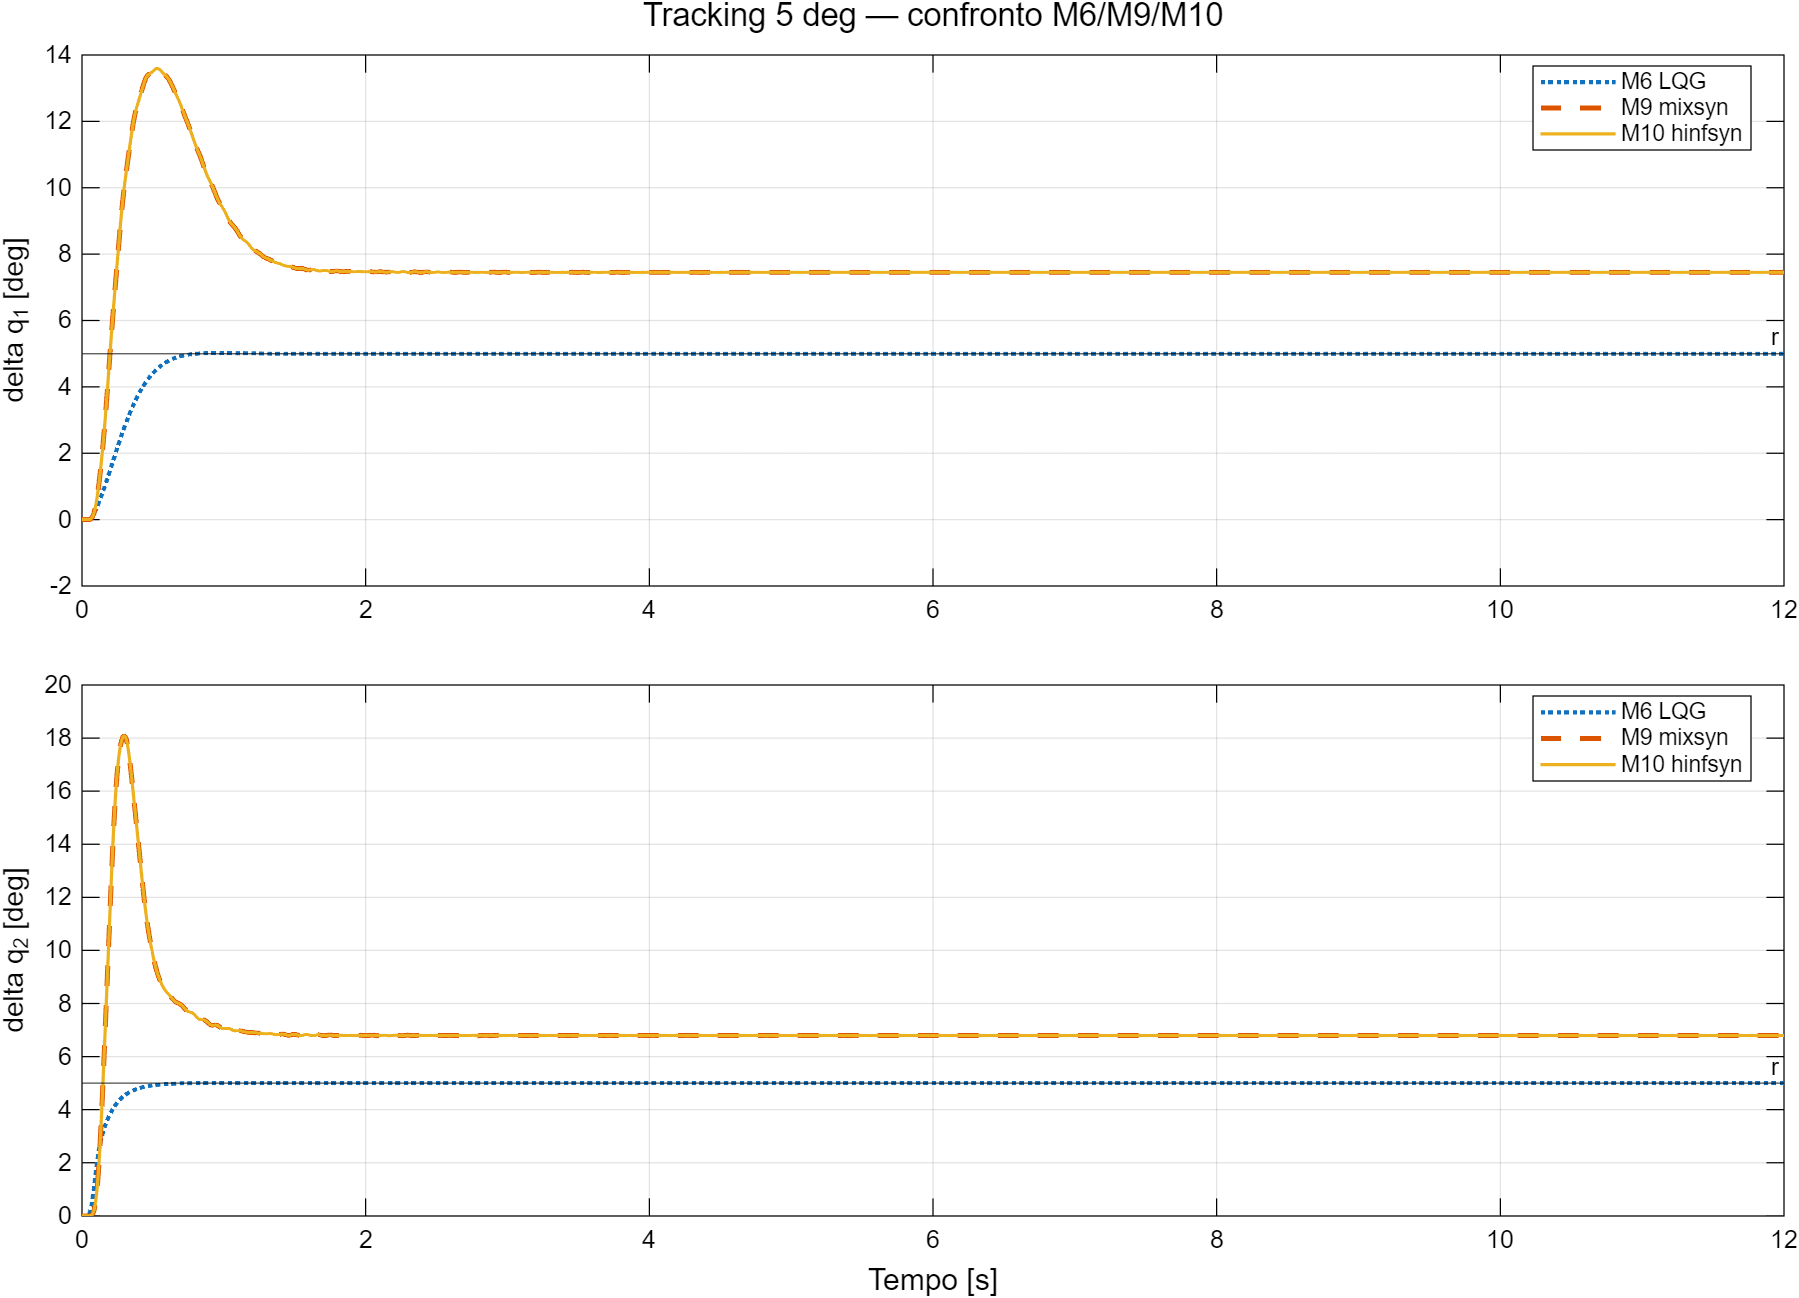 Tracking 5 deg — confronto M6/M9/M10
14
12
10
8
6
4
2
0
-2
delta q1 [deg]
M6 LQG
M9 mixsyn
M10 hinfsyn
r
0 2 4 6 8 10 12
20
18
16
14
12
10
8
6
4
2
0
delta q2 [deg]
M6 LQG
M9 mixsyn
M10 hinfsyn
r
0 2 4 6 8 10 12
Tempo [s]